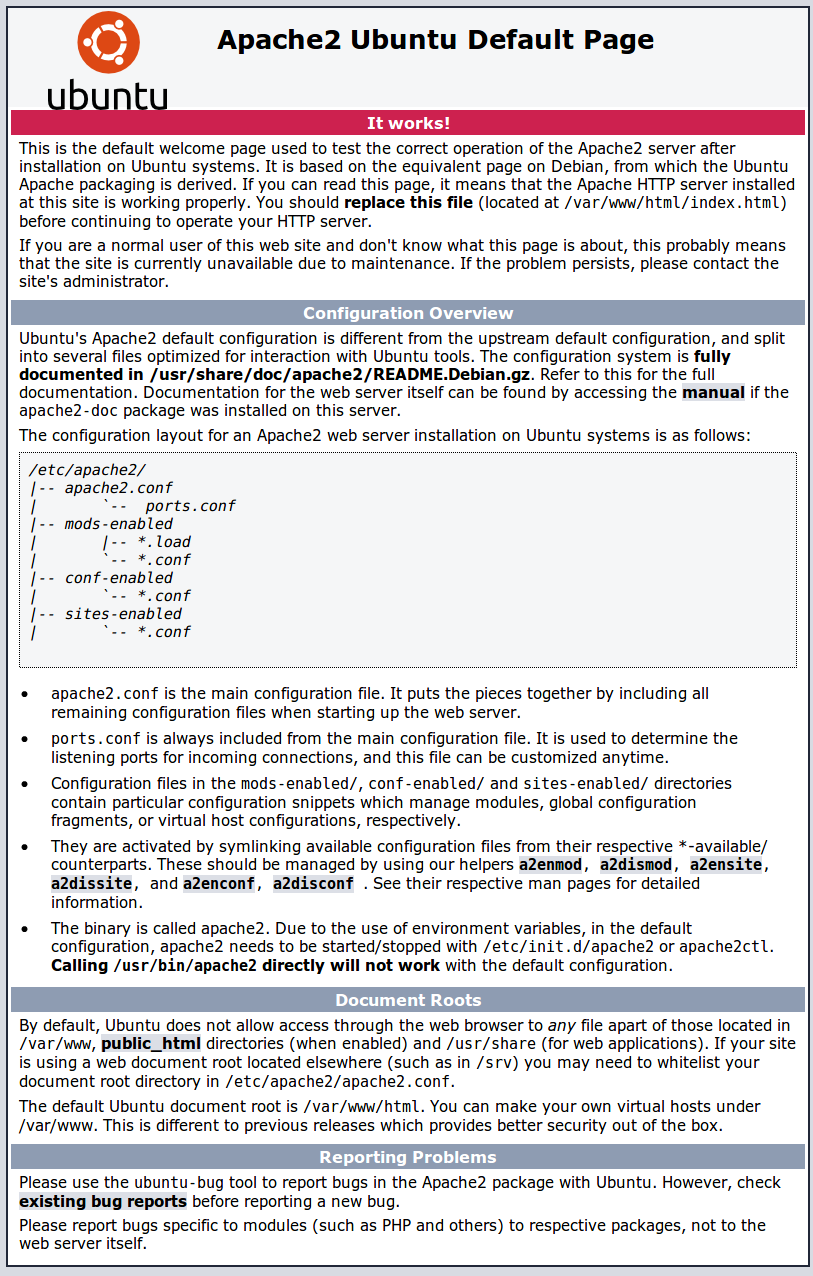 ubuntu
Apache2 Ubuntu Default Page
It works!
This is the default welcome page used to test the correct operation of the Apache2 server after
installation on Ubuntu systems. It is based on the equivalent page on Debian, from which the Ubuntu
Apache packaging is derived. If you can read this page, it means that the Apache HTTP server installed
at this site is working properly. You should replace this file (located at /var/www/html/index.html)
before continuing to operate your HTTP server.
If you are a normal user of this web site and don't know what this page is about, this probably means
that the site is currently unavailable due to maintenance. If the problem persists, please contact the
site's administrator.
Configuration Overview
Ubuntu's Apache2 default configuration is different from the upstream default configuration, and split
into several files optimized for interaction with Ubuntu tools. The configuration system is fully
documented in /usr/share/doc/apache2/README.Debian.gz. Refer to this for the full
documentation. Documentation for the web server itself can be found by accessing the manual if the
apache2-doc package was installed on this server.
The configuration layout for an Apache2 web server installation on Ubuntu systems is as follows:
/etc/apache2/
|-- apache2.conf
|       `--  ports.conf
|-- mods-enabled
|       |-- *.load
|       `-- *.conf
|-- conf-enabled
|       `-- *.conf
|-- sites-enabled
|       `-- *.conf
• apache2.conf is the main configuration file. It puts the pieces together by including all
remaining configuration files when starting up the web server.
• ports.conf is always included from the main configuration file. It is used to determine the
listening ports for incoming connections, and this file can be customized anytime.
• Configuration files in the mods-enabled/, conf-enabled/ and sites-enabled/ directories
contain particular configuration snippets which manage modules, global configuration
fragments, or virtual host configurations, respectively.
• They are activated by symlinking available configuration files from their respective *-available/
counterparts. These should be managed by using our helpers a2enmod, a2dismod, a2ensite,
a2dissite, and a2enconf, a2disconf . See their respective man pages for detailed
information.
• The binary is called apache2. Due to the use of environment variables, in the default
configuration, apache2 needs to be started/stopped with /etc/init.d/apache2 or apache2ctl.
Calling /usr/bin/apache2 directly will not work with the default configuration.
Document Roots
By default, Ubuntu does not allow access through the web browser to any file apart of those located in
/var/www, public_html directories (when enabled) and /usr/share (for web applications). If your site
is using a web document root located elsewhere (such as in /srv) you may need to whitelist your
document root directory in /etc/apache2/apache2.conf.
The default Ubuntu document root is /var/www/html. You can make your own virtual hosts under
/var/www. This is different to previous releases which provides better security out of the box.
Reporting Problems
Please use the ubuntu-bug tool to report bugs in the Apache2 package with Ubuntu. However, check
existing bug reports before reporting a new bug.
Please report bugs specific to modules (such as PHP and others) to respective packages, not to the
web server itself.